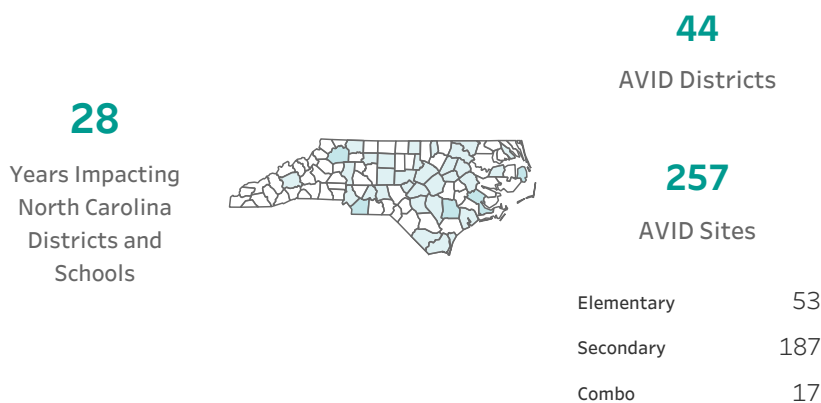 28
Years Impacting
North Carolina
Districts and
Schools
44
AVID Districts
257
AVID Sites
Elementary 53
Secondary 187
Combo 17